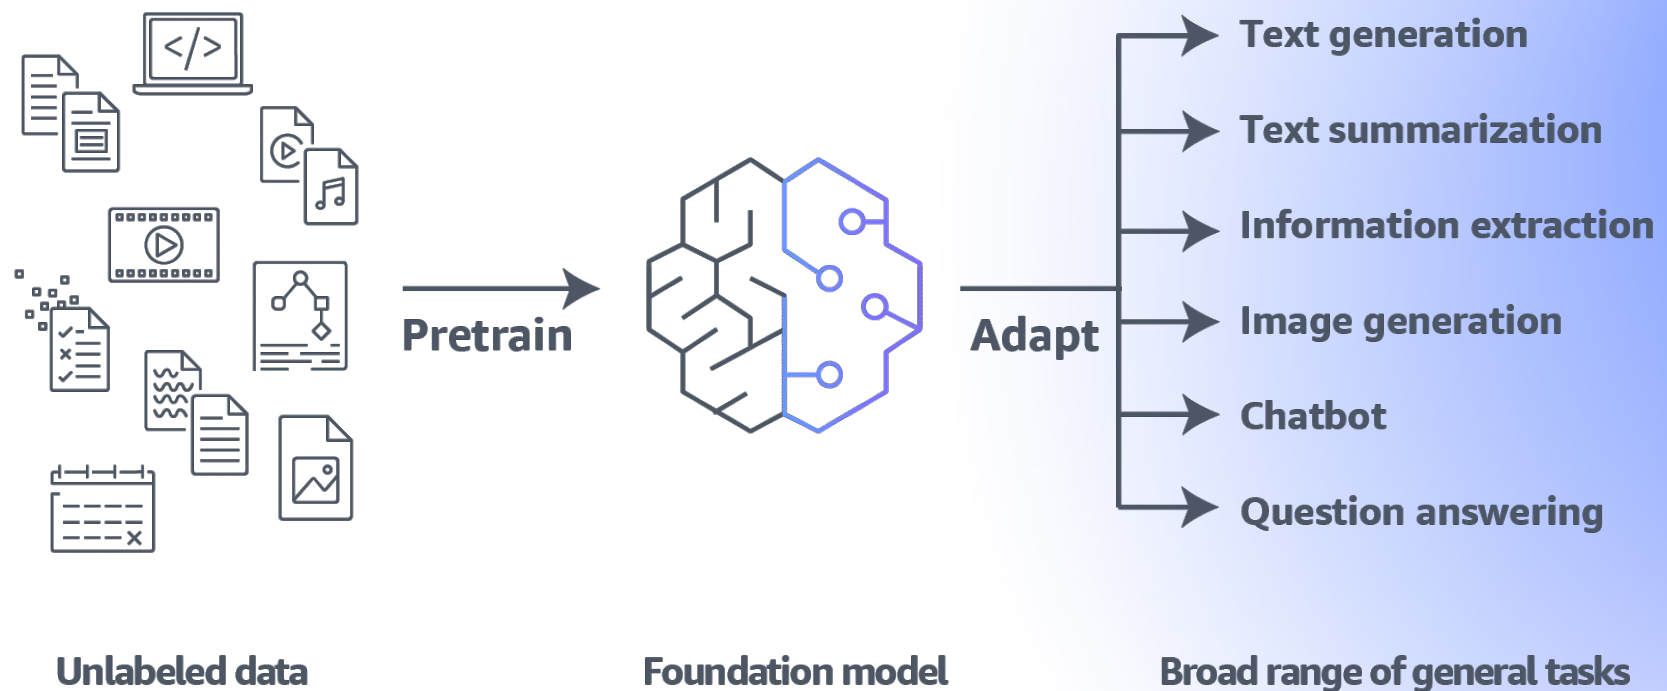 </>
Text generation
Text summarization
Information extraction
Pretrain
Adapt
Image generation
Chatbot
Question answering
Unlabeled data
Foundation model
Broad range of general tasks